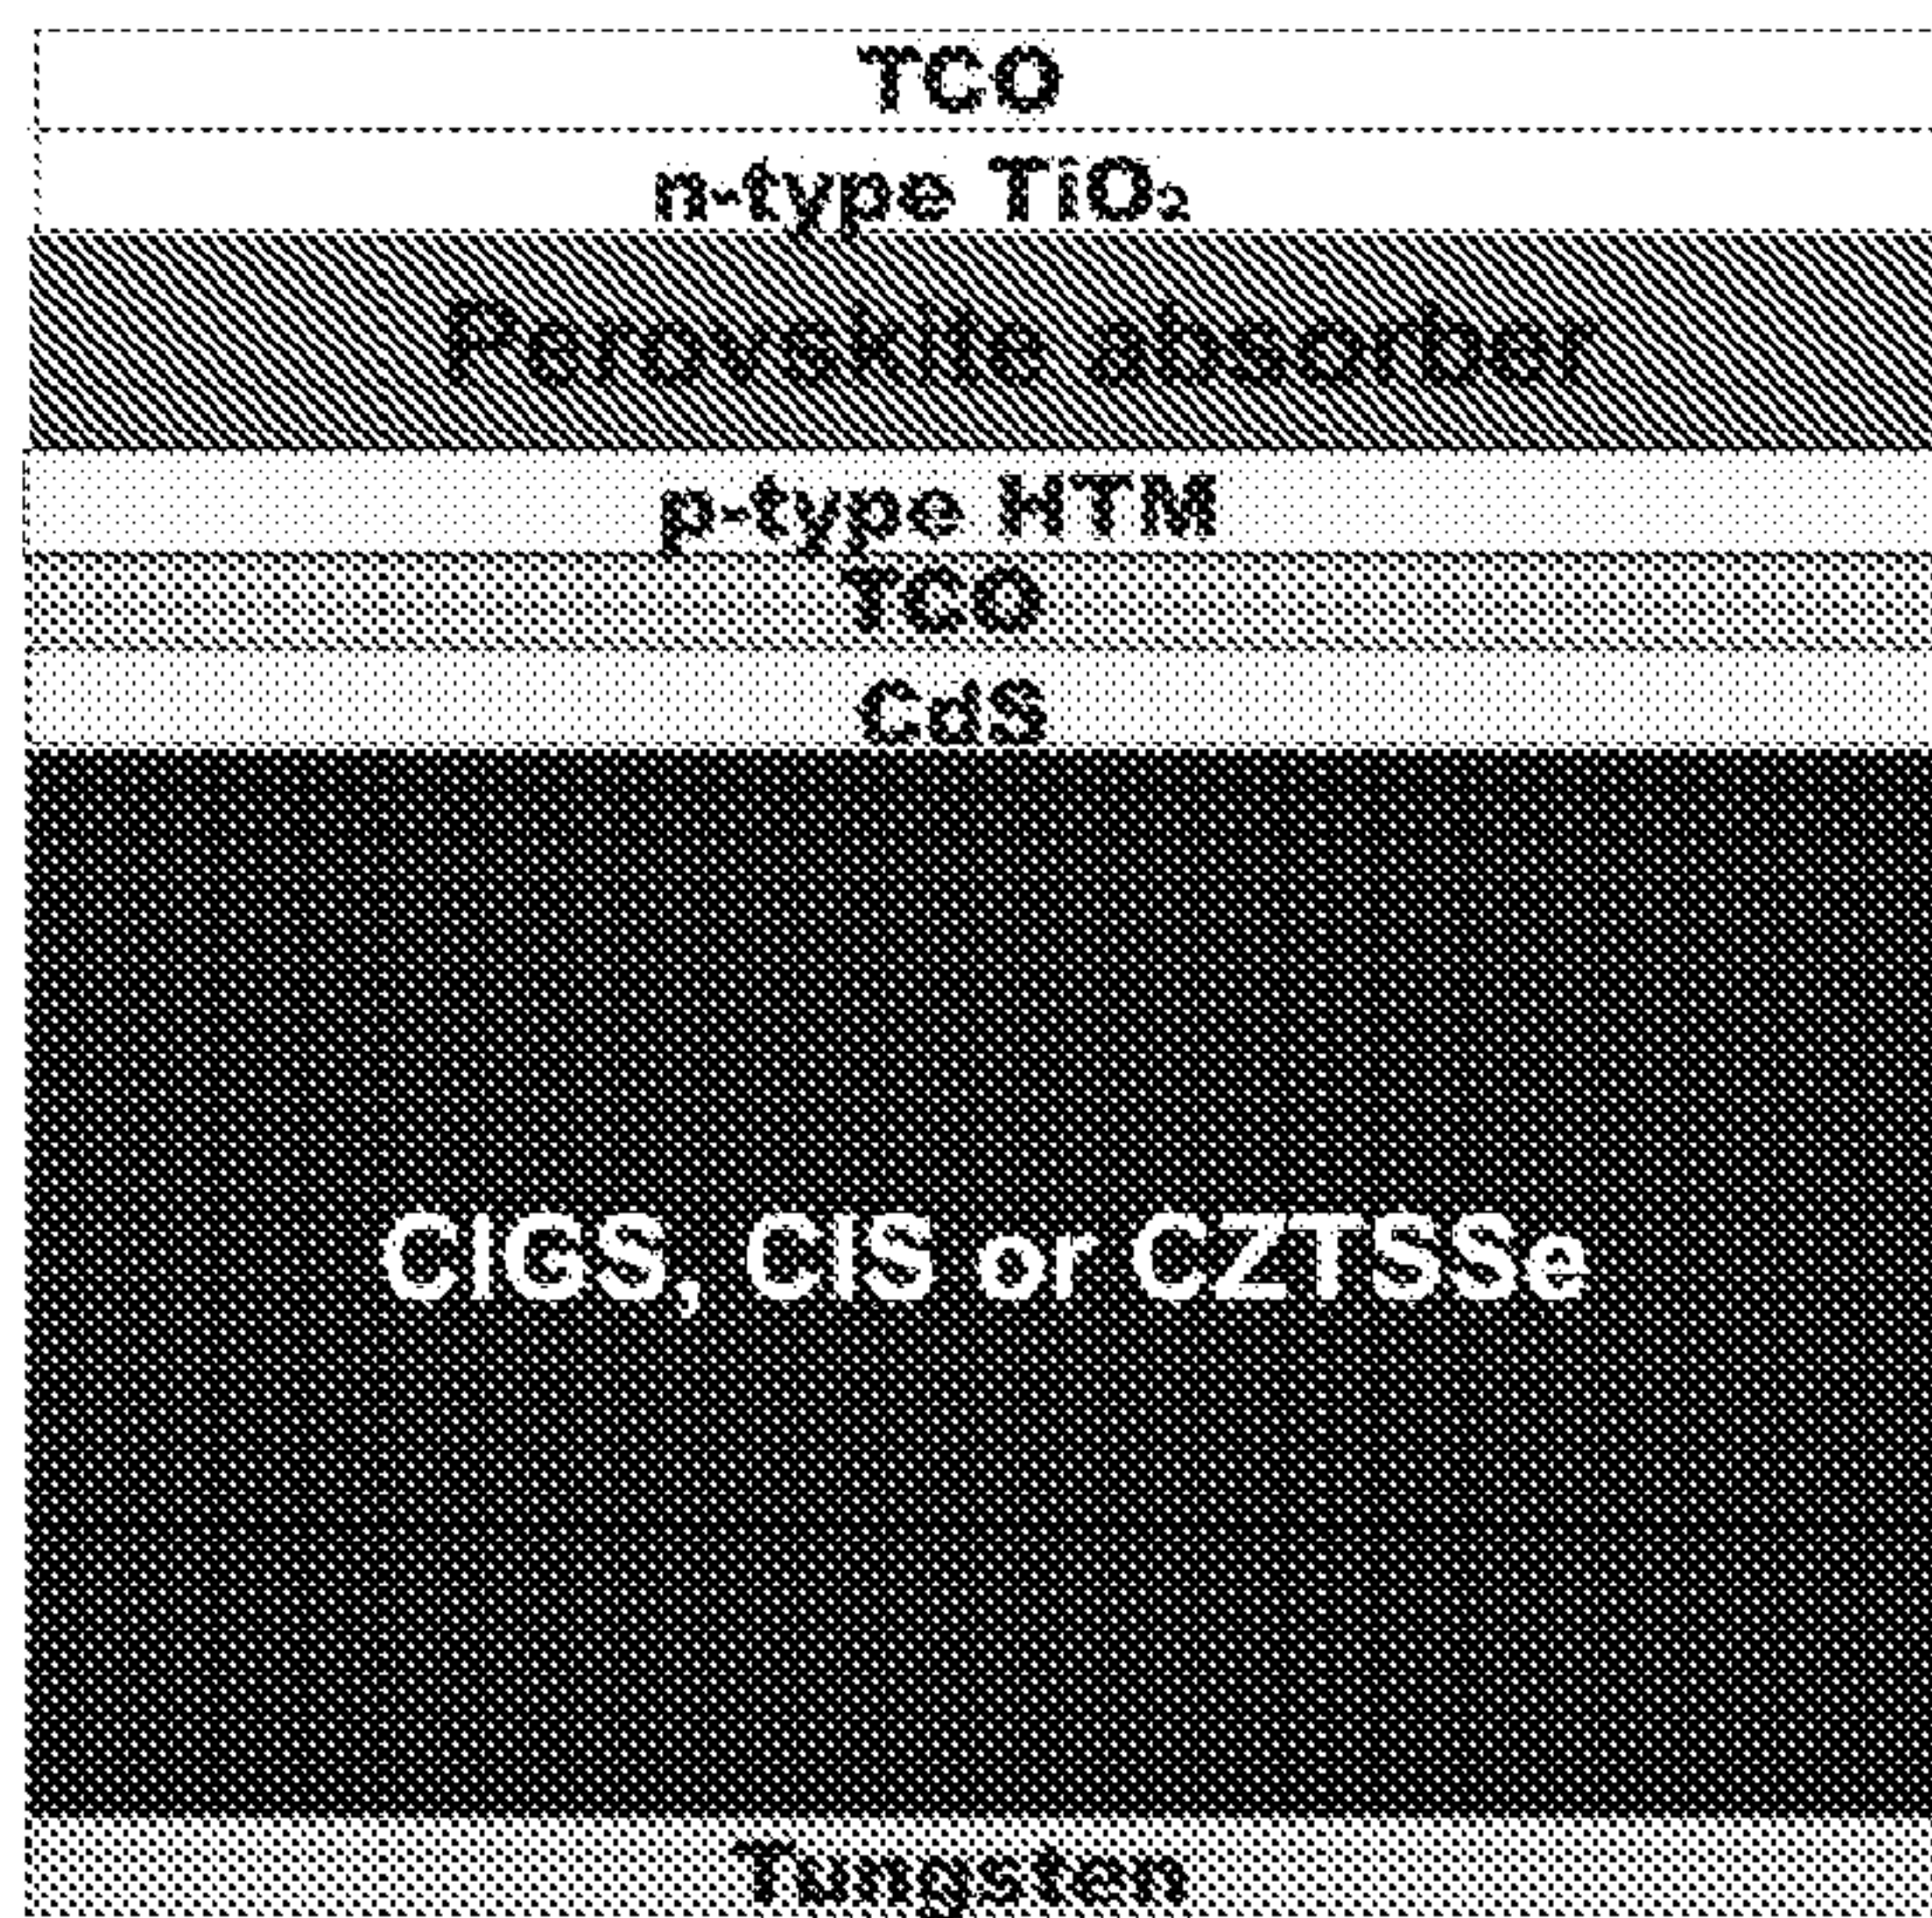 TCO
n-type TiO₂
Perovskite absorber
p-type HTM
TCO
CdS
CIGS, CIS or CZTSSe
Tungsten